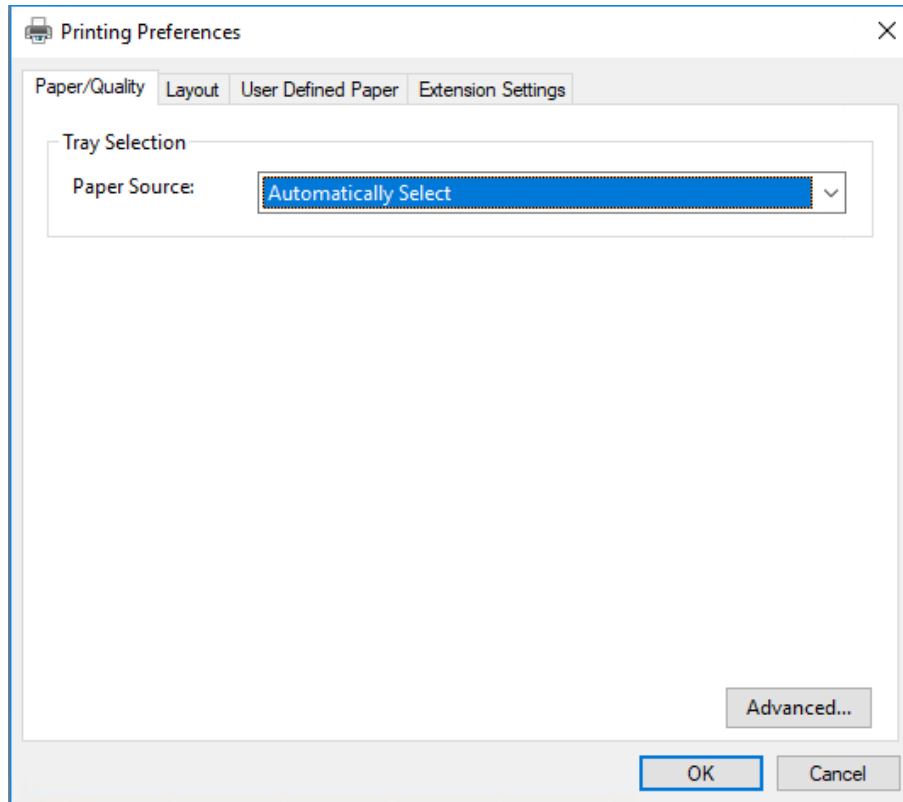 Printing Preferences
Paper/Quality Layout User Defined Paper Extension Settings
Tray Selection
Paper Source: Automatically Select
Advanced...
OK Cancel